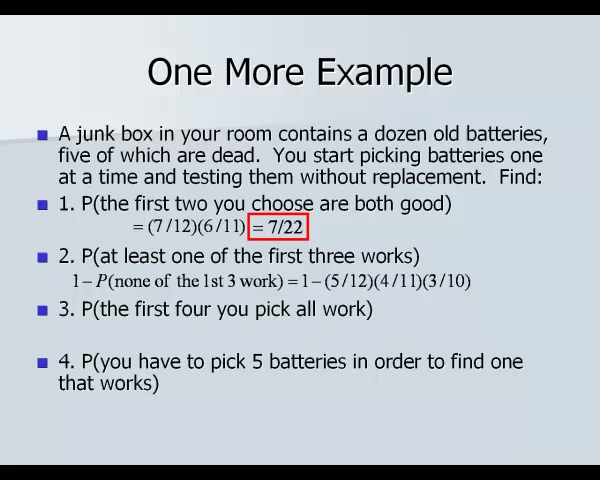 One More Example
A junk box in your room contains a dozen old batteries,
five of which are dead.  You start picking batteries one
at a time and testing them without replacement.  Find:
1. P(the first two you choose are both good)
= (7/12)(6/11) = 7/22
2. P(at least one of the first three works)
1 – P(none of the 1st 3 work) = 1 – (5/12)(4/11)(3/10)
3. P(the first four you pick all work)
4. P(you have to pick 5 batteries in order to find one
that works)